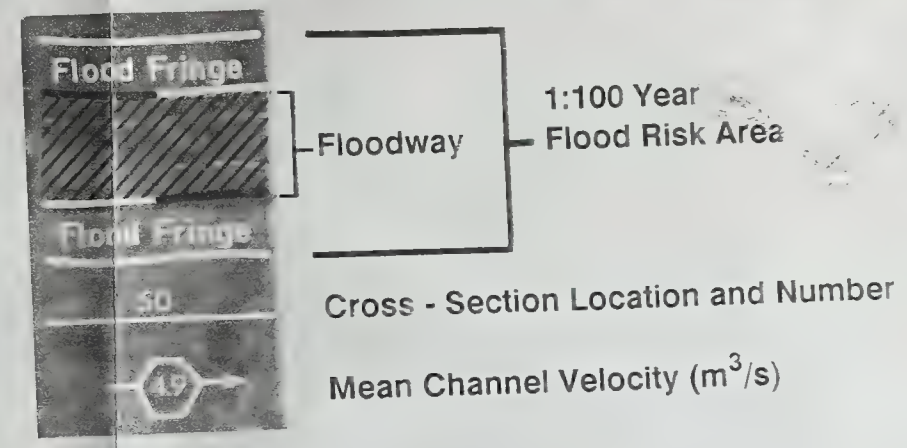 Flood Fringe
Floodway
1:100 Year
Flood Risk Area
Flood Fringe
50
Cross - Section Location and Number
Mean Channel Velocity (m³/s)